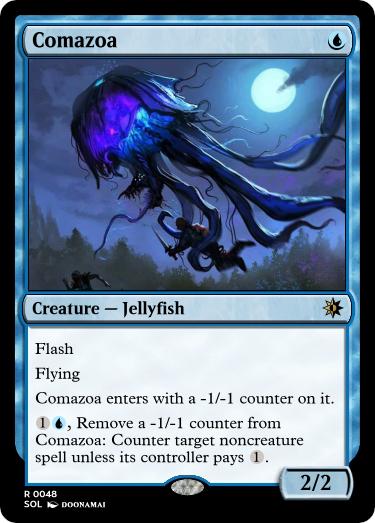 Comazoa
Creature — Jellyfish
Flash
Flying
Comazoa enters with a -1/-1 counter on it.
1, Remove a -1/-1 counter from
Comazoa: Counter target noncreature
spell unless its controller pays 1.
2/2
R 0048
SOL DOONAMAI